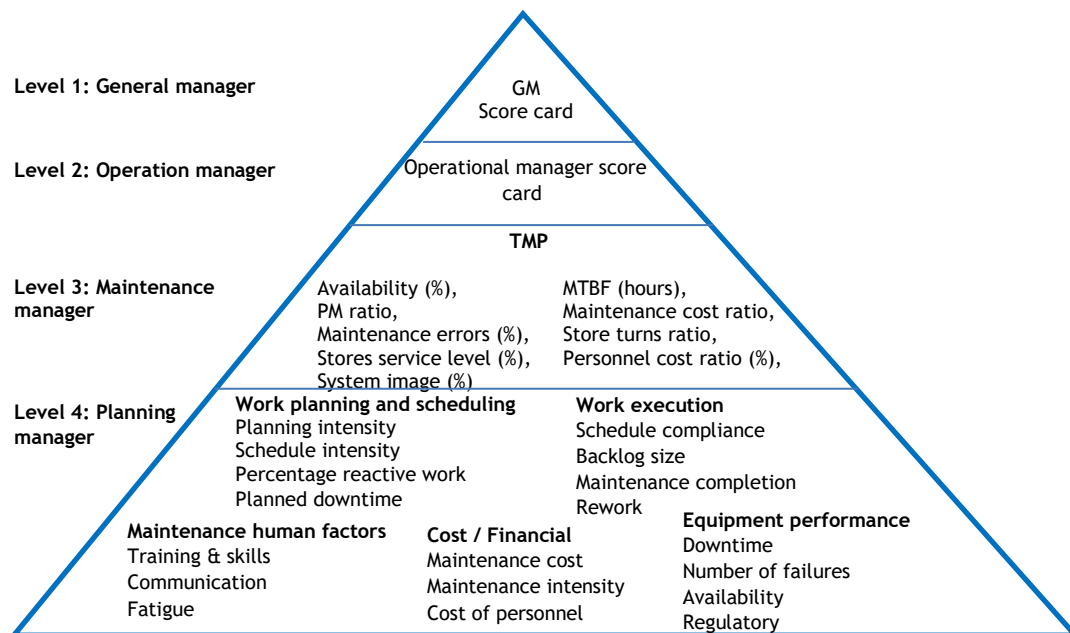 Level 1: General manager
GM
Score card
Level 2: Operation manager
Operational manager score
card
TMP
Level 3: Maintenance
manager
Availability (%),
PM ratio,
Maintenance errors (%),
Stores service level (%),
System image (%)
MTBF (hours),
Maintenance cost ratio,
Store turns ratio,
Personnel cost ratio (%),
Level 4: Planning
manager
Work planning and scheduling
Planning intensity
Schedule intensity
Percentage reactive work
Planned downtime
Work execution
Schedule compliance
Backlog size
Maintenance completion
Rework
Maintenance human factors
Training & skills
Communication
Fatigue
Cost / Financial
Maintenance cost
Maintenance intensity
Cost of personnel
Equipment performance
Downtime
Number of failures
Availability
Regulatory